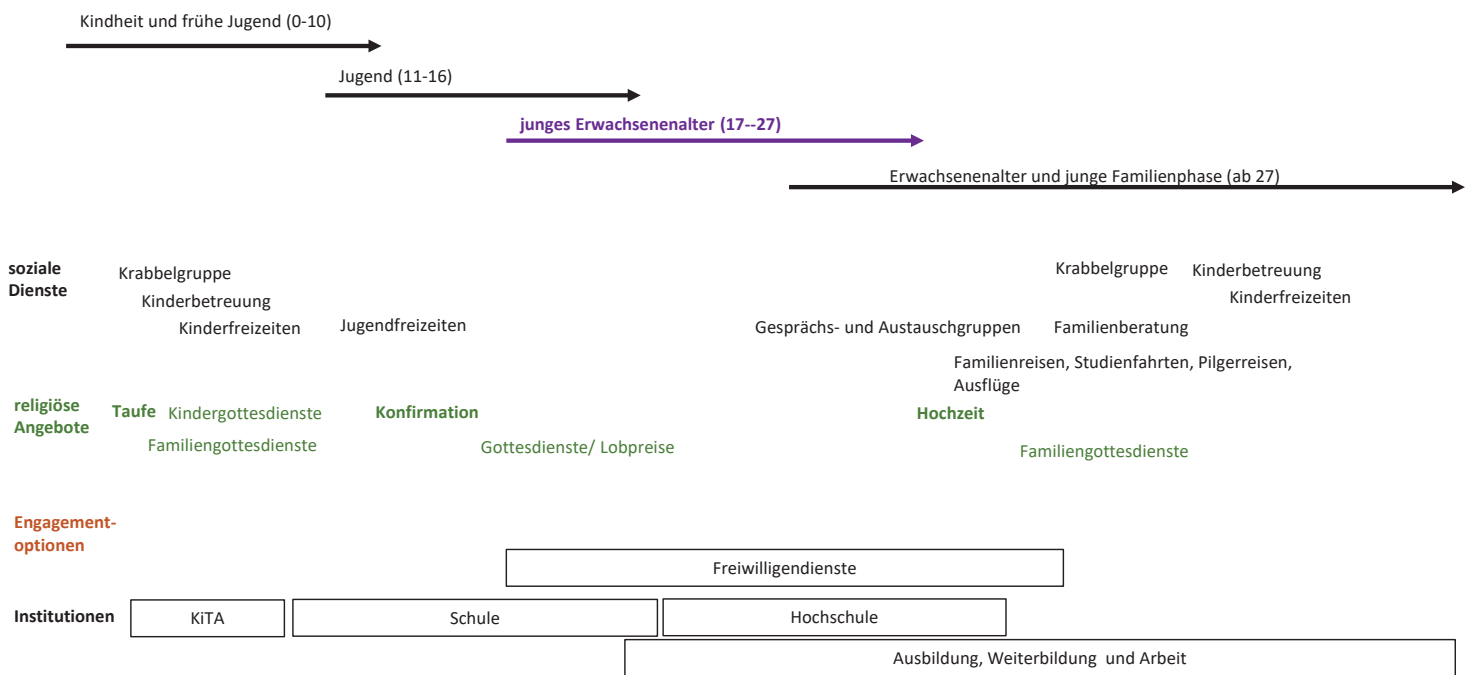 Kindheit und frühe Jugend (0-10)
Jugend (11-16)
junges Erwachsenenalter (17--27)
Erwachsenenalter und junge Familienphase (ab 27)
soziale
Dienste
Krabbelgruppe
Kinderbetreuung
Kinderfreizeiten
Jugendfreizeiten
Gesprächs- und Austauschgruppen
Krabbelgruppe
Kinderbetreuung
Kinderfreizeiten
Familienberatung
Familienreisen, Studienfahrten, Pilgerreisen,
Ausflüge
religiöse
Angebote
Taufe
Kindergottesdienste
Konfirmation
Hochzeit
Familiengottesdienste
Gottesdienste/ Lobpreise
Familiengottesdienste
Engagement-
optionen
Freiwilligendienste
Institutionen
KiTA
Schule
Hochschule
Ausbildung, Weiterbildung und Arbeit